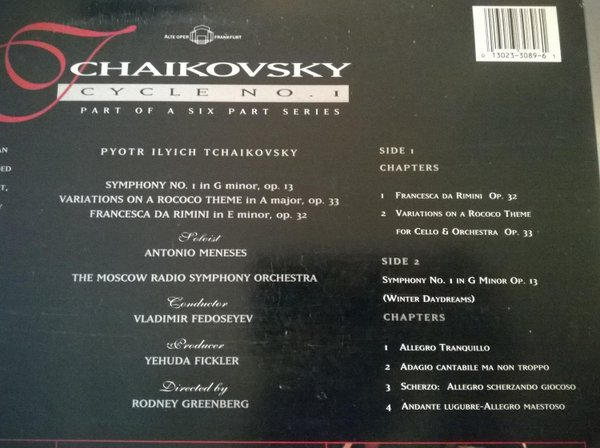 ALTE OPER FRANKFURT
TCHAIKOVSKY
CYCLE NO. 1
PART OF A SIX PART SERIES
0 13023-3089-6 1
AN
DED
T,
PYOTR ILYICH TCHAIKOVSKY
SYMPHONY NO. 1 in G minor, op. 13
VARIATIONS ON A ROCOCO THEME in A major, op. 33
FRANCESCA DA RIMINI in E minor, op. 32
Soloist
ANTONIO MENESES
THE MOSCOW RADIO SYMPHONY ORCHESTRA
Conductor
VLADIMIR FEDOSEYEV
Producer
YEHUDA FICKLER
Directed by
RODNEY GREENBERG
SIDE 1
CHAPTERS
1 FRANCESCA DA RIMINI OP. 32
2 VARIATIONS ON A ROCOCO THEME
FOR CELLO & ORCHESTRA OP. 33
SIDE 2
SYMPHONY NO. 1 IN G MINOR OP. 13
(WINTER DAYDREAMS)
CHAPTERS
1 ALLEGRO TRANQUILLO
2 ADAGIO CANTABILE MA NON TROPPO
3 SCHERZO: ALLEGRO SCHERZANDO GIOCOSO
4 ANDANTE LUGUBRE-ALLEGRO MAESTOSO